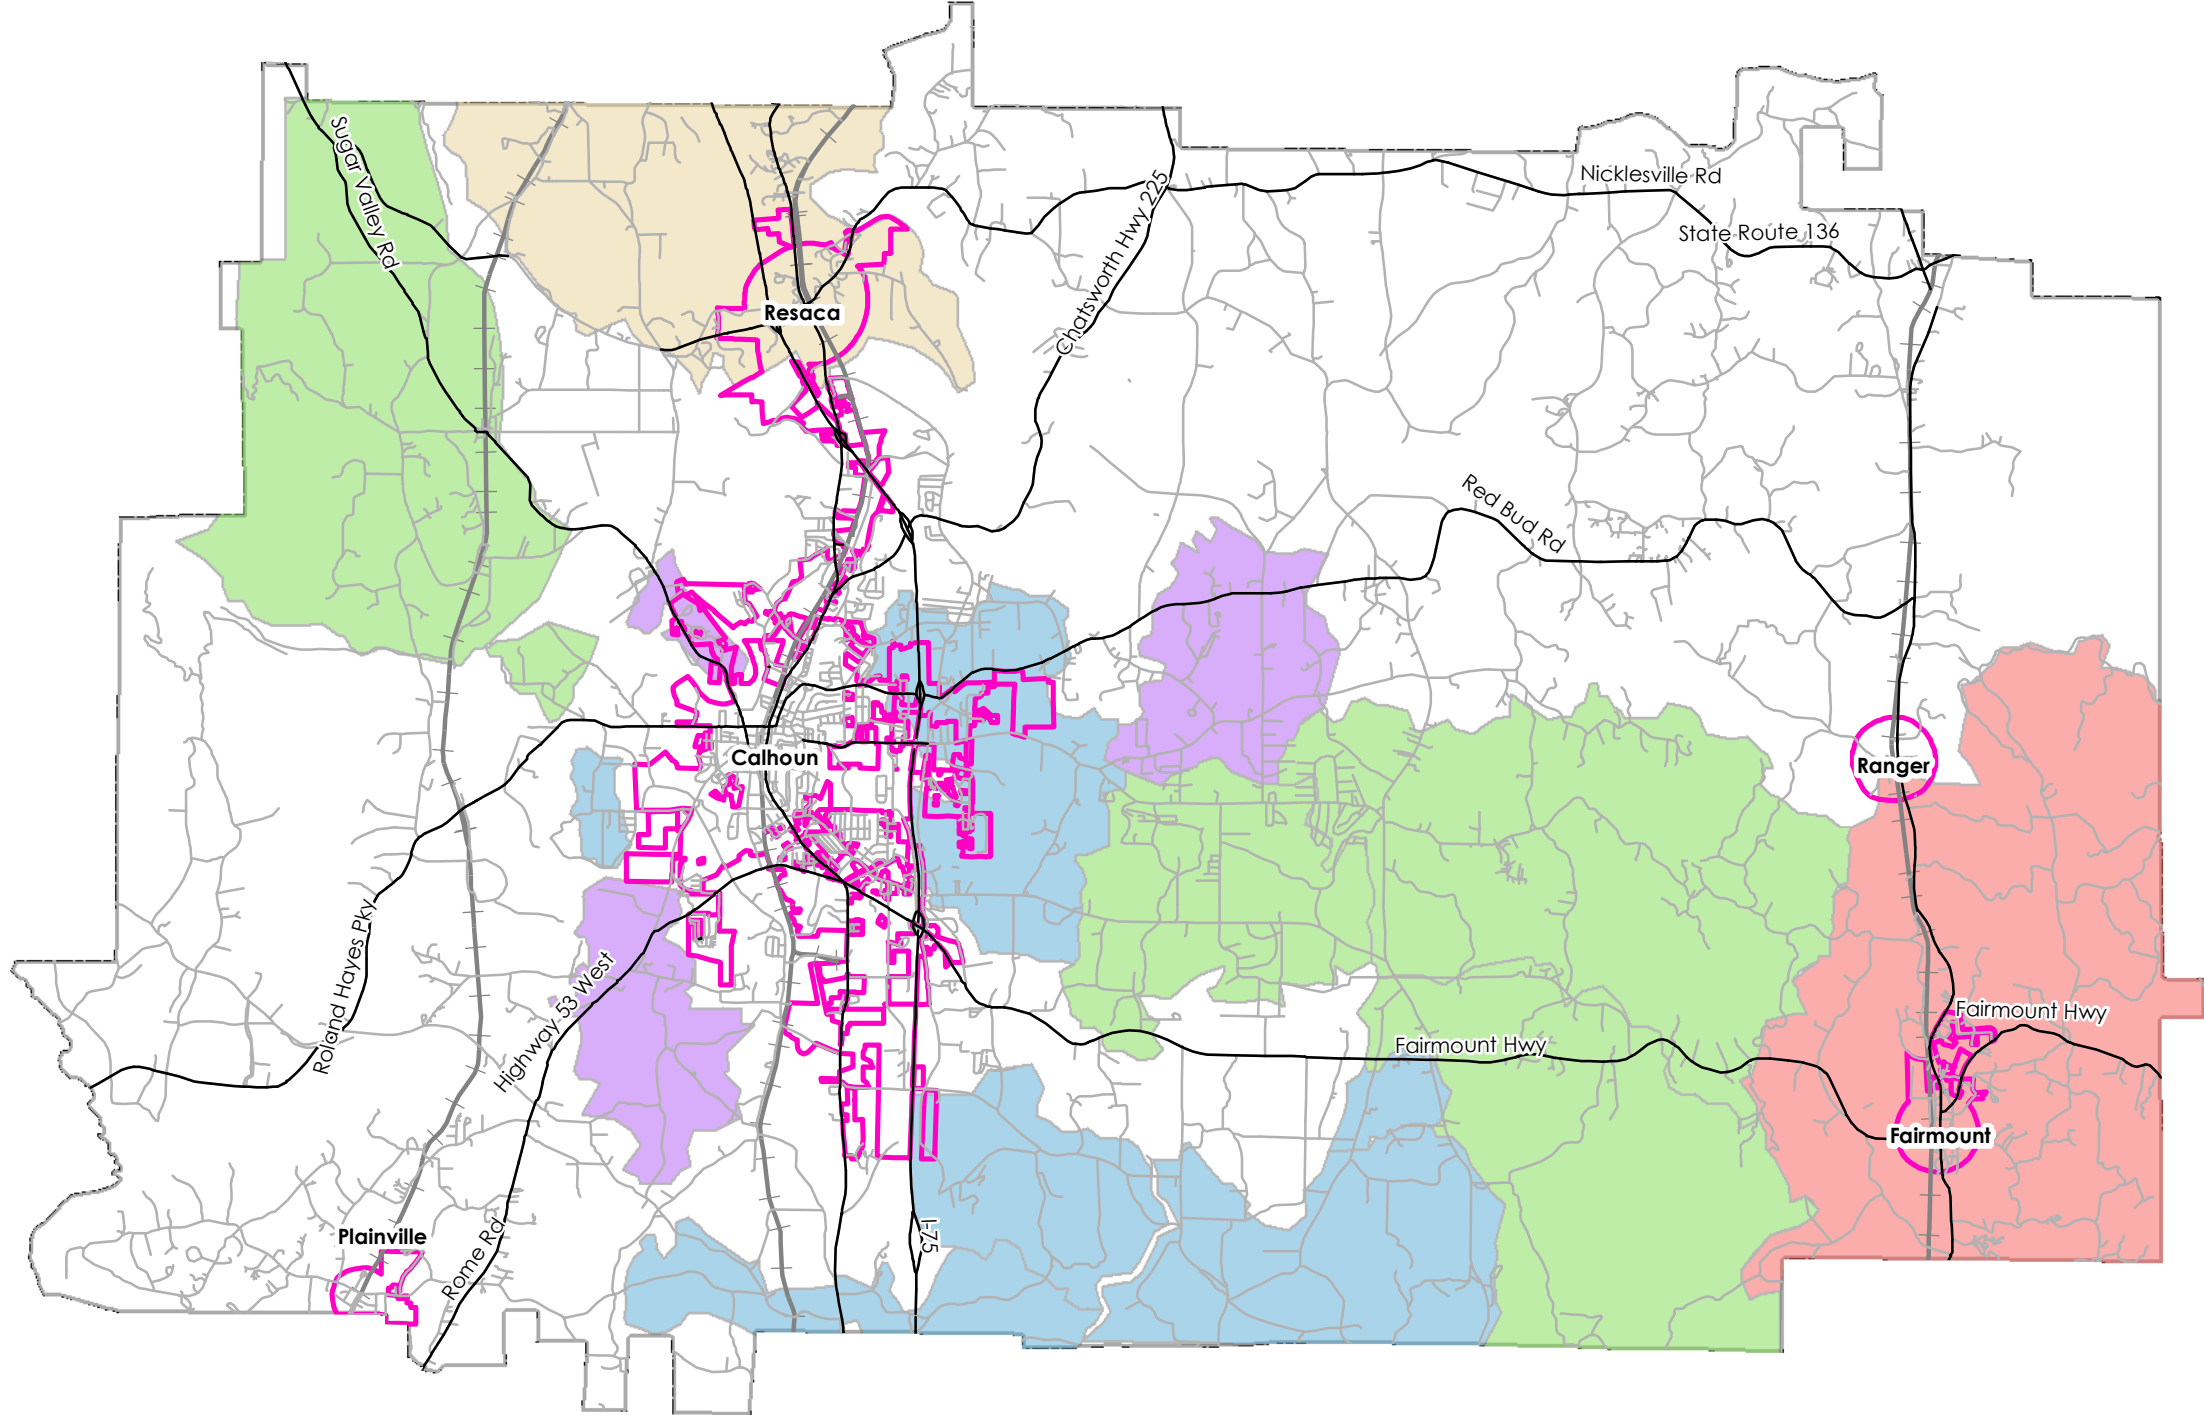 Sugar Valley Rd
Nicklesville Rd
State Route 136
Chatsworth Hwy 225
Resaca
Red Bud Rd
Calhoun
Ranger
Roland Hayes Pky
Highway 53 West
Fairmount Hwy
Fairmount Hwy
Fairmount
Plainville
Rome Rd
I-75